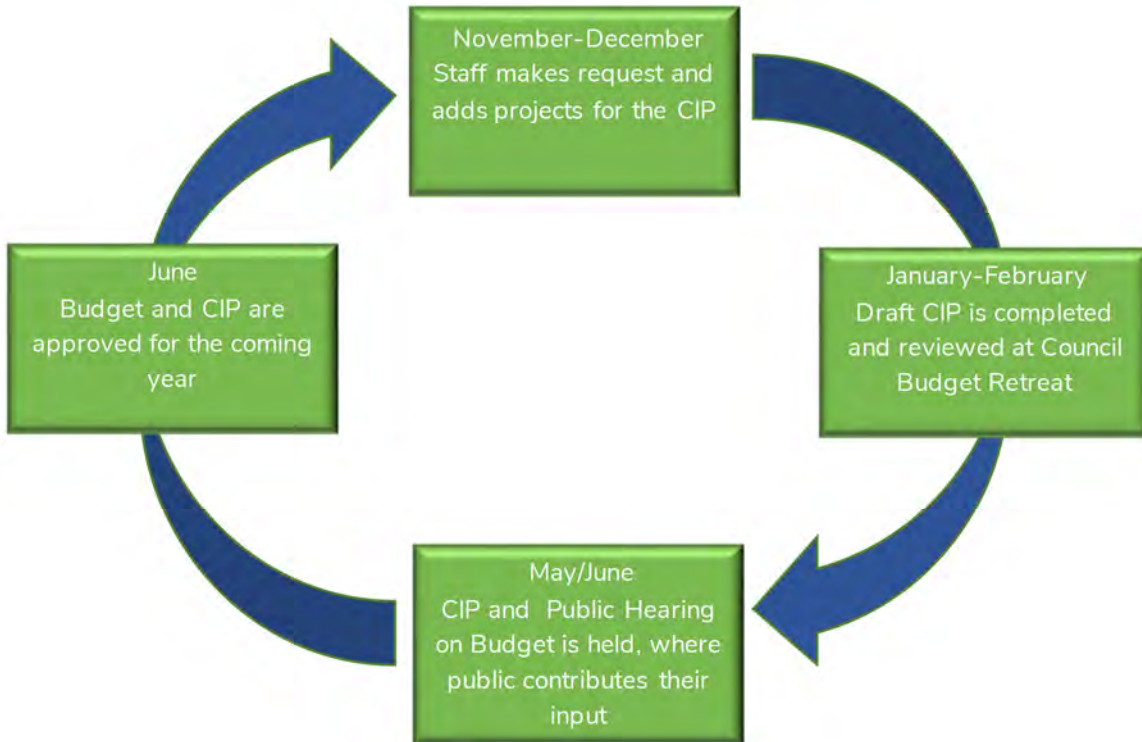 November-December
Staff makes request and
adds projects for the CIP
January-February
Draft CIP is completed
and reviewed at Council
Budget Retreat
May/June
CIP and Public Hearing
on Budget is held, where
public contributes their
input
June
Budget and CIP are
approved for the coming
year